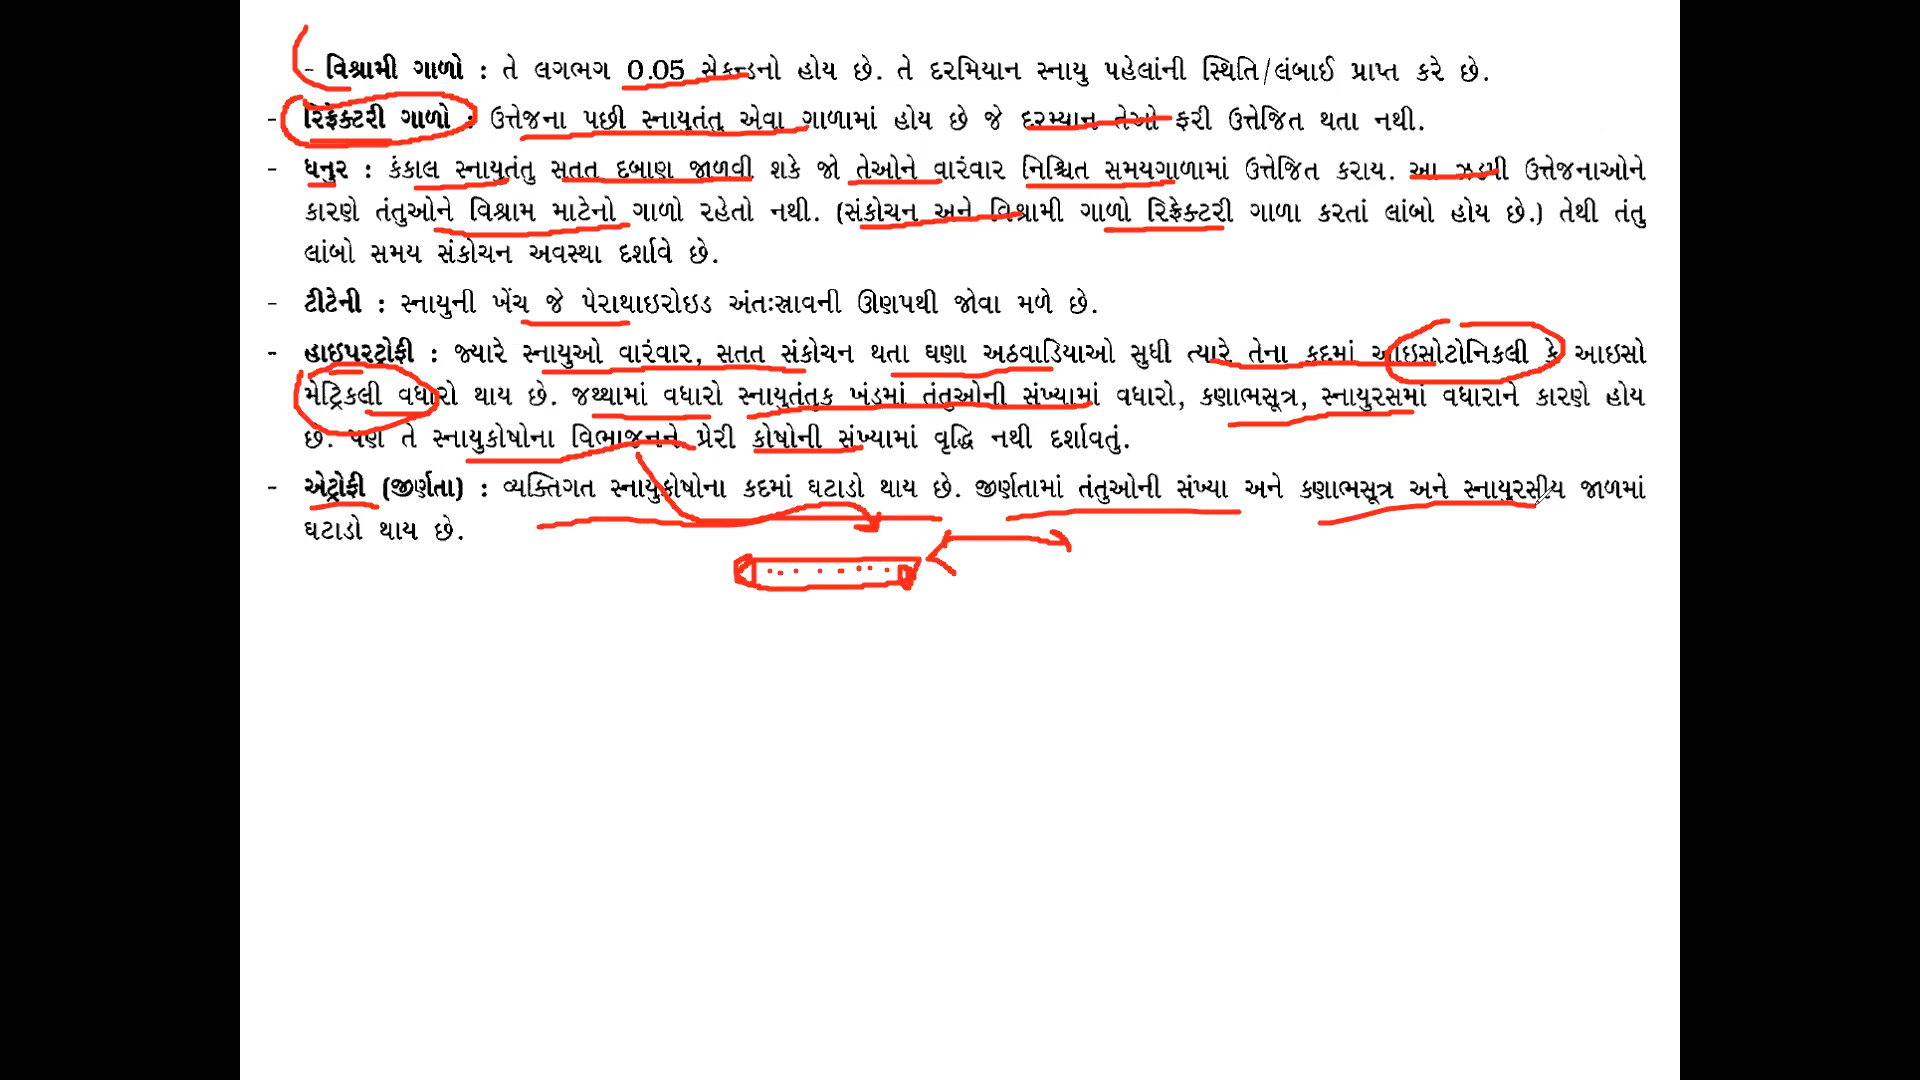 - વિશ્રામી ગાળો : તે લગભગ 0.05 સેકન્ડનો હોય છે. તે દરમિયાન સ્નાયુ પહેલાંની સ્થિતિ/લંબાઈ પ્રાપ્ત કરે છે.
- રિફ્રેક્ટરી ગાળો : ઉત્તેજના પછી સ્નાયુતંતુ એવા ગાળામાં હોય છે જે દરમ્યાન તેઓ ફરી ઉત્તેજિત થતા નથી.
- ધનુર : કંકાલ સ્નાયુતંતુ સતત દબાણ જાળવી શકે જો તેઓને વારંવાર નિશ્ચિત સમયગાળામાં ઉત્તેજિત કરાય. આ ઝડપી ઉત્તેજનાઓને
કારણે તંતુઓને વિશ્રામ માટેનો ગાળો રહેતો નથી. (સંકોચન અને વિશ્રામી ગાળો રિફ્રેક્ટરી ગાળા કરતાં લાંબો હોય છે.) તેથી તંતુ
લાંબો સમય સંકોચન અવસ્થા દર્શાવે છે.
- ટીટેની : સ્નાયુની ખેંચ જે પેરાથાઇરોઇડ અંતઃસ્રાવની ઊણપથી જોવા મળે છે.
- હાઇપરટ્રોફી : જ્યારે સ્નાયુઓ વારંવાર, સતત સંકોચન થતા ઘણા અઠવાડિયાઓ સુધી ત્યારે તેના કદમાં આઇસોટોનિકલી કે આઇસો
મેટ્રિકલી વધારો થાય છે. જથ્થામાં વધારો સ્નાયુતંતુક ખંડમાં તંતુઓની સંખ્યામાં વધારો, કણાભસૂત્ર, સ્નાયુરસમાં વધારાને કારણે હોય
છે. પણ તે સ્નાયુકોષોના વિભાજનને પ્રેરી કોષોની સંખ્યામાં વૃદ્ધિ નથી દર્શાવતું.
- એટ્રોફી (જીર્ણતા) : વ્યક્તિગત સ્નાયુકોષોના કદમાં ઘટાડો થાય છે. જીર્ણતામાં તંતુઓની સંખ્યા અને કણાભસૂત્ર અને સ્નાયુરસીય જાળમાં
ઘટાડો થાય છે.